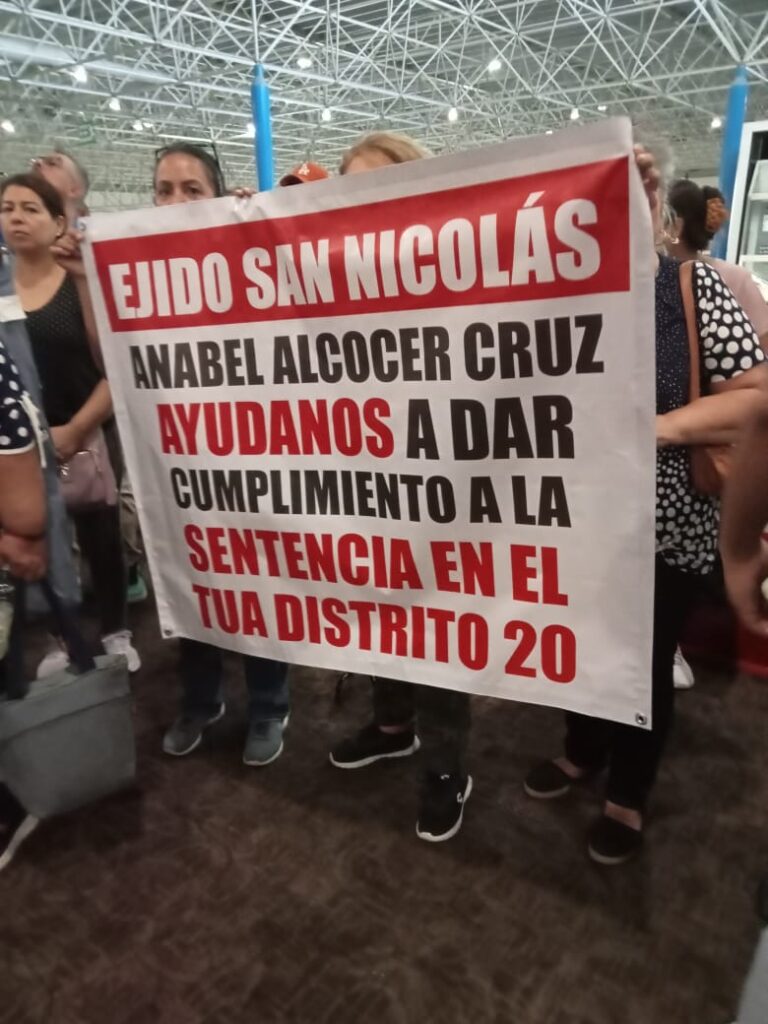 EJIDO SAN NICOLÁS
ANABEL ALCOCER CRUZ
AYUDANOS A DAR
CUMPLIMIENTO A LA
SENTENCIA EN EL
TUA DISTRITO 20